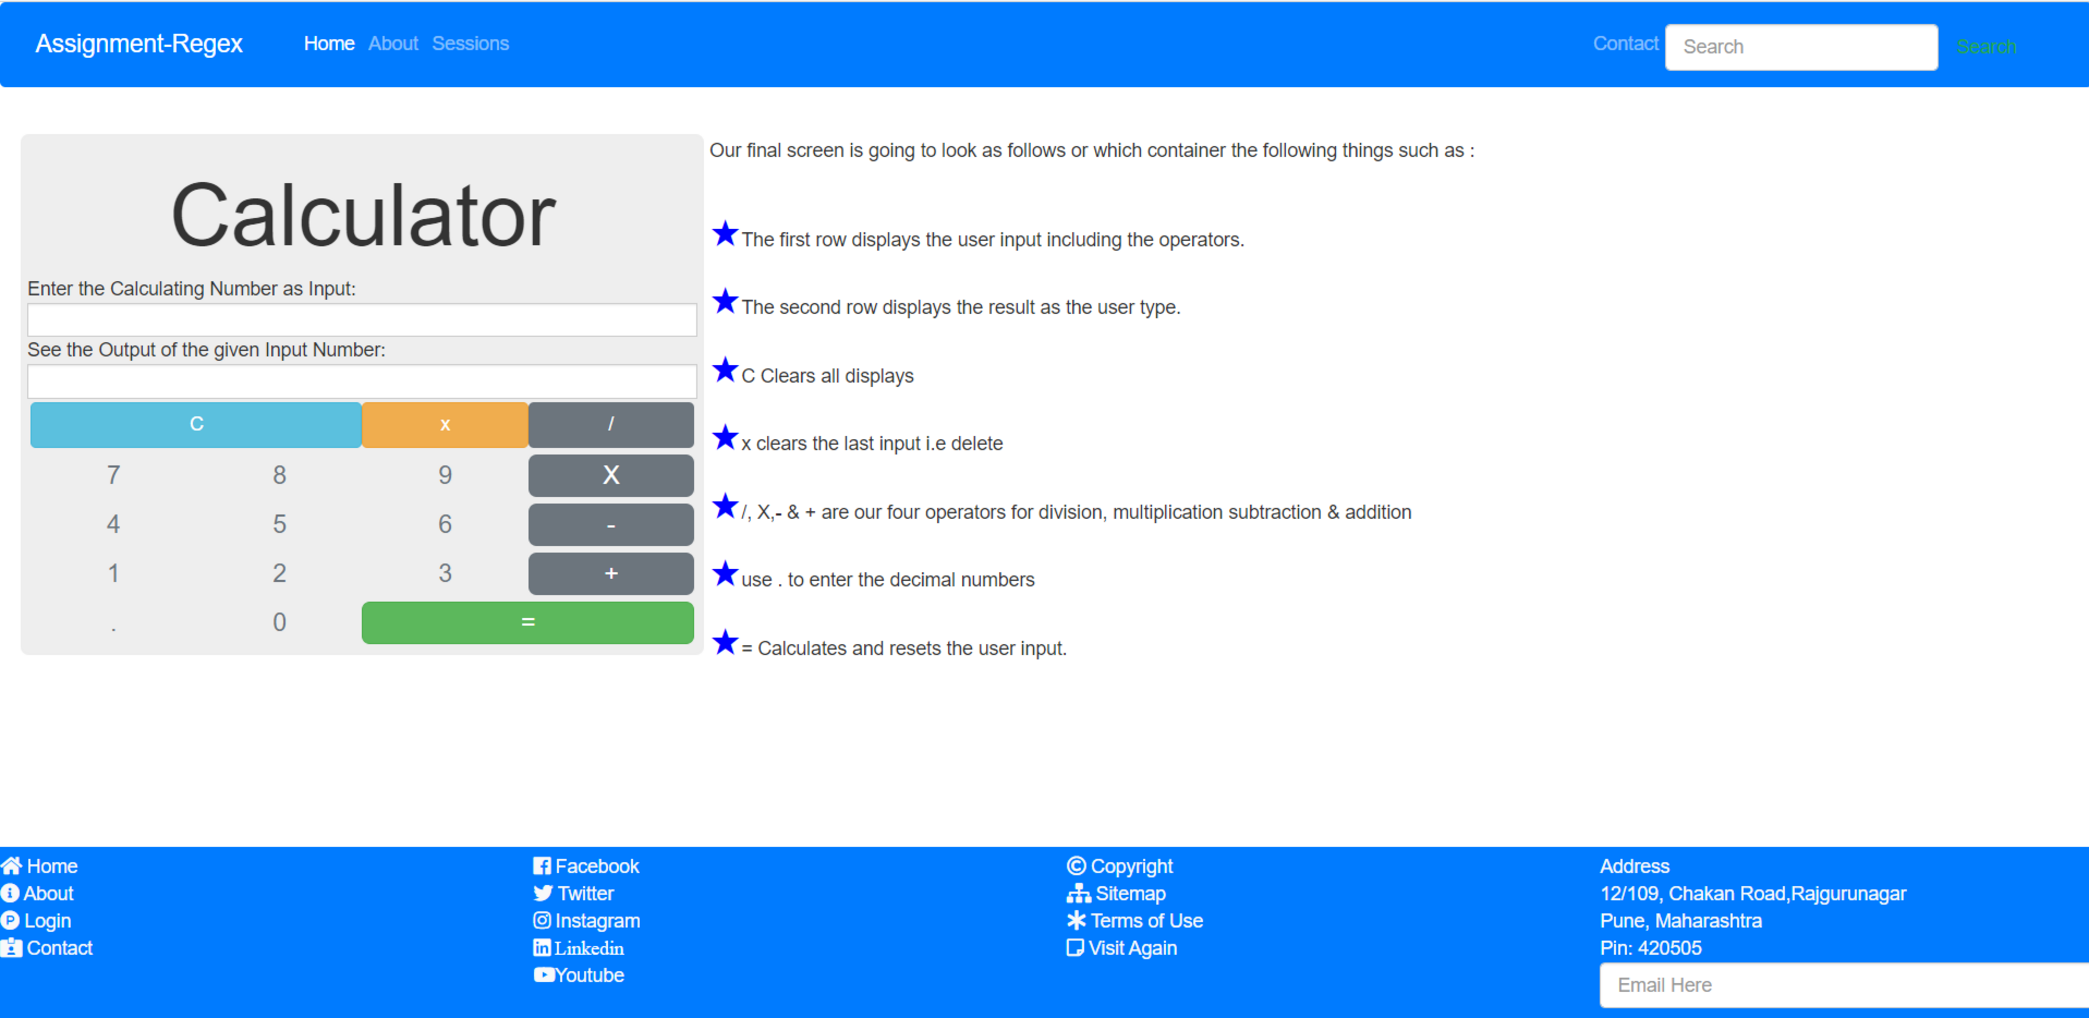 Assignment-Regex Home About Sessions Contact Search Search
Calculator
Enter the Calculating Number as Input:
See the Output of the given Input Number:
C x /
7 8 9 X
4 5 6 -
1 2 3 +
. 0 =
Our final screen is going to look as follows or which container the following things such as :
The first row displays the user input including the operators.
The second row displays the result as the user type.
C Clears all displays
x clears the last input i.e delete
/, X,- & + are our four operators for division, multiplication subtraction & addition
use . to enter the decimal numbers
= Calculates and resets the user input.
Home
About
Login
Contact
Facebook
Twitter
Instagram
Linkedin
Youtube
Copyright
Sitemap
Terms of Use
Visit Again
Address
12/109, Chakan Road,Rajgurunagar
Pune, Maharashtra
Pin: 420505
Email Here